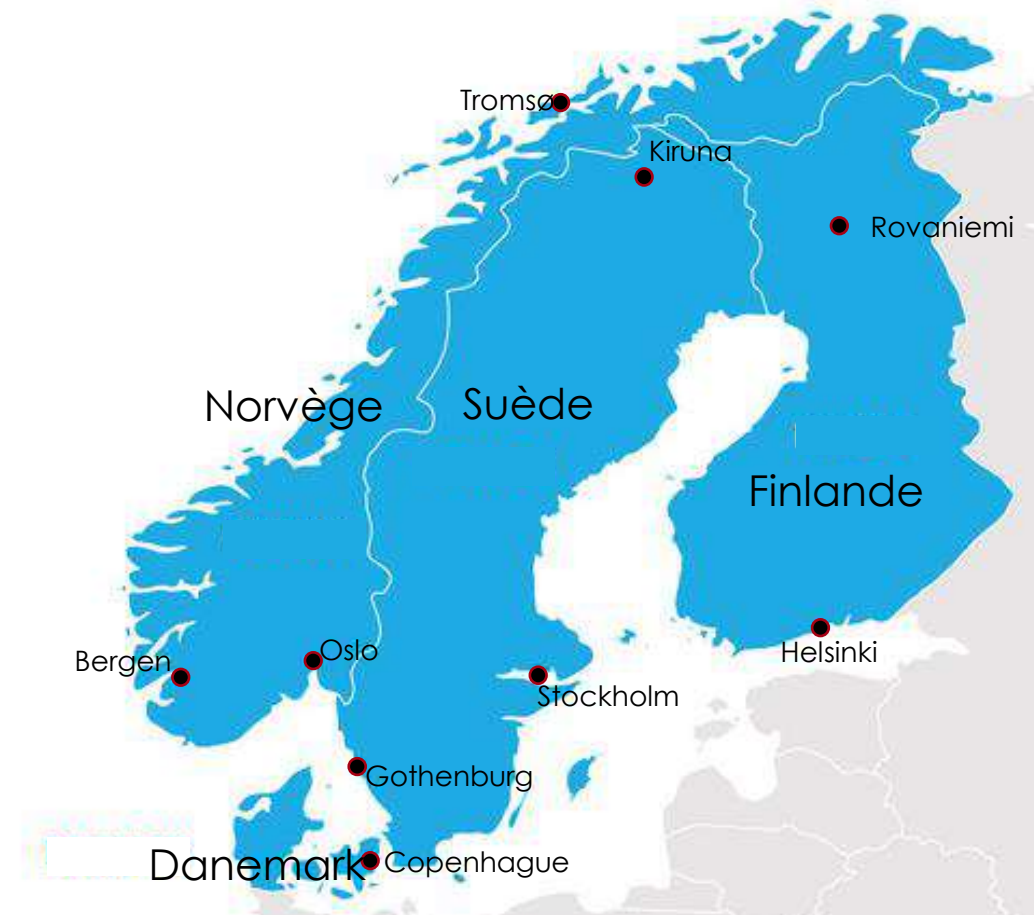 Tromsø
Kiruna
Rovaniemi
Norvège
Suède
Finlande
Helsinki
Oslo
Bergen
Stockholm
Gothenburg
Danemark
Copenhague